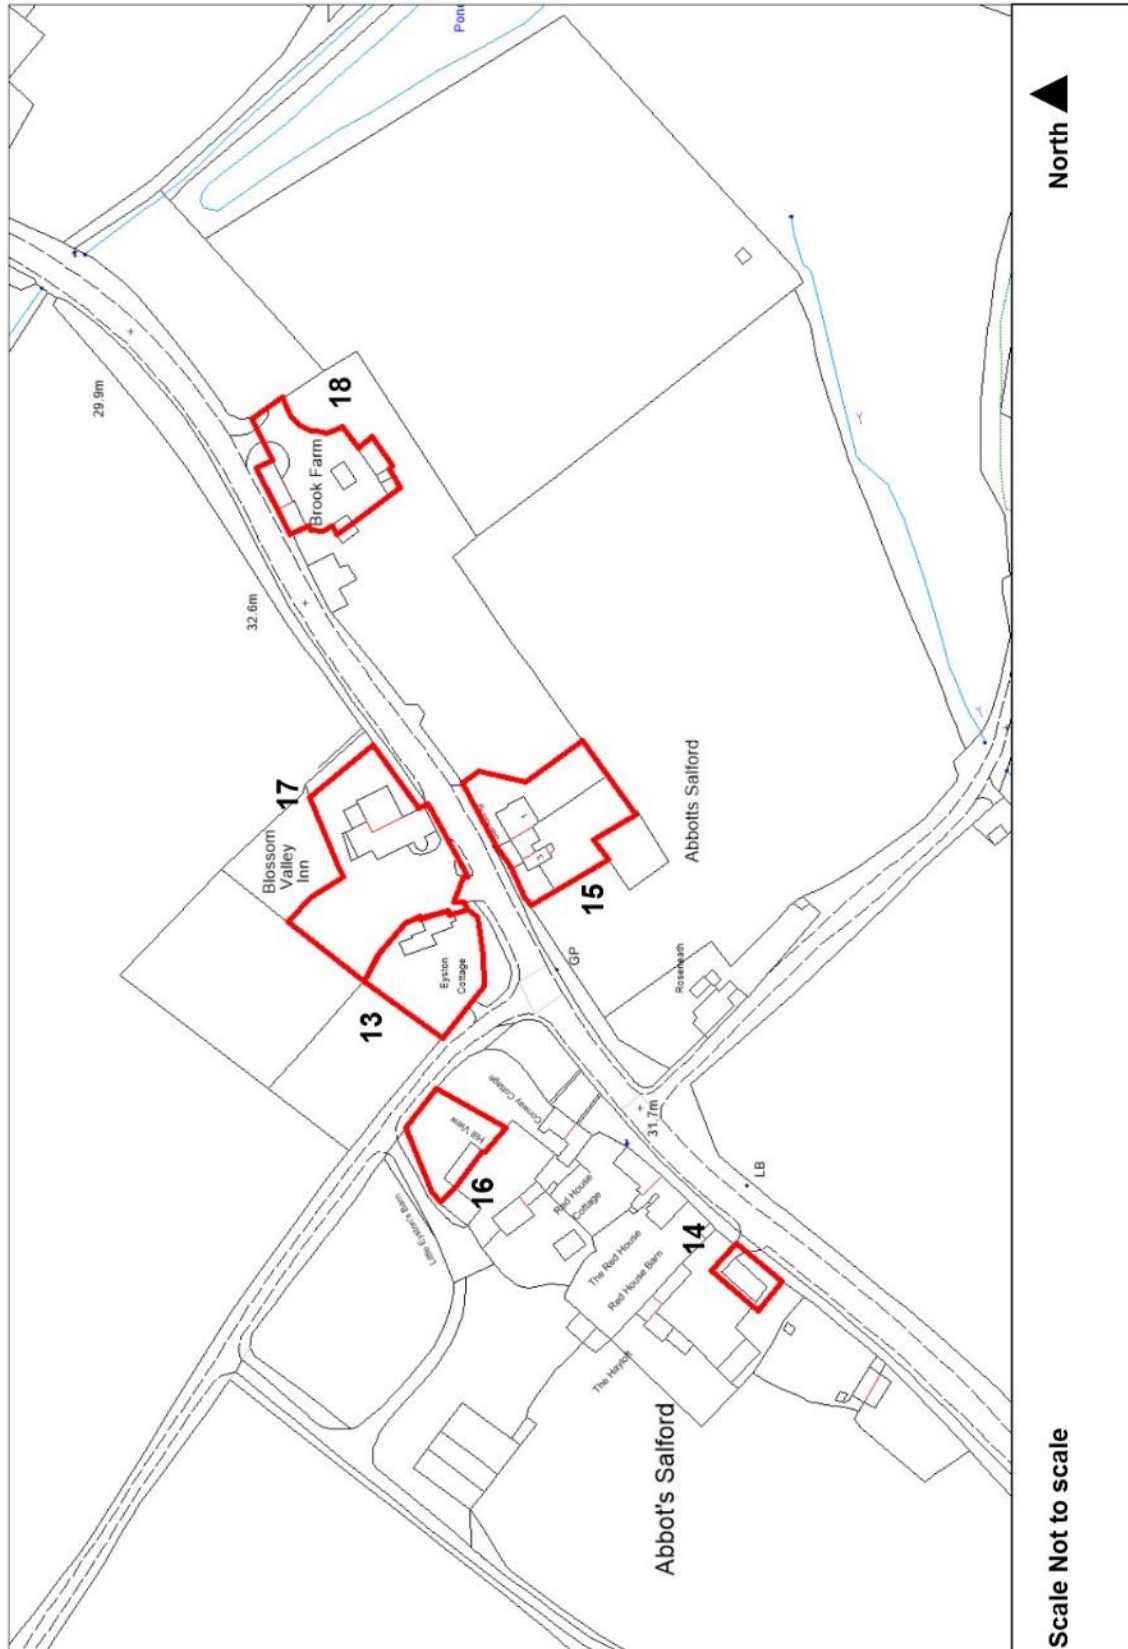 Pond
29.9m
18
Brook Farm
32.6m
17
Blossom
Valley
Inn
15
Abbotts Salford
Eyston
Cottage
13
GP
Roseneath
Conway Cottage
Hill View
16
31.7m
LB
Red House
Cottage
Little Eyston's Barn
The Red House
Red House Barn
14
The Hayloft
Abbot's Salford
North
Scale Not to scale